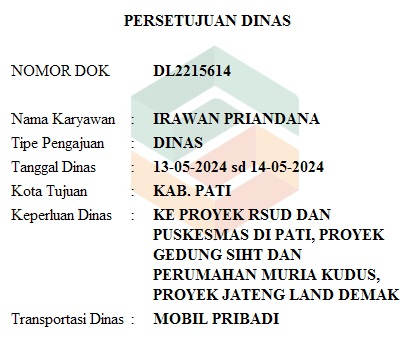 PERSETUJUAN DINAS
NOMOR DOK DL2215614
Nama Karyawan : IRAWAN PRIANDANA
Tipe Pengajuan : DINAS
Tanggal Dinas : 13-05-2024 sd 14-05-2024
Kota Tujuan : KAB. PATI
Keperluan Dinas : KE PROYEK RSUD DAN
PUSKESMAS DI PATI, PROYEK
GEDUNG SIHT DAN
PERUMAHAN MURIA KUDUS,
PROYEK JATENG LAND DEMAK
Transportasi Dinas : MOBIL PRIBADI